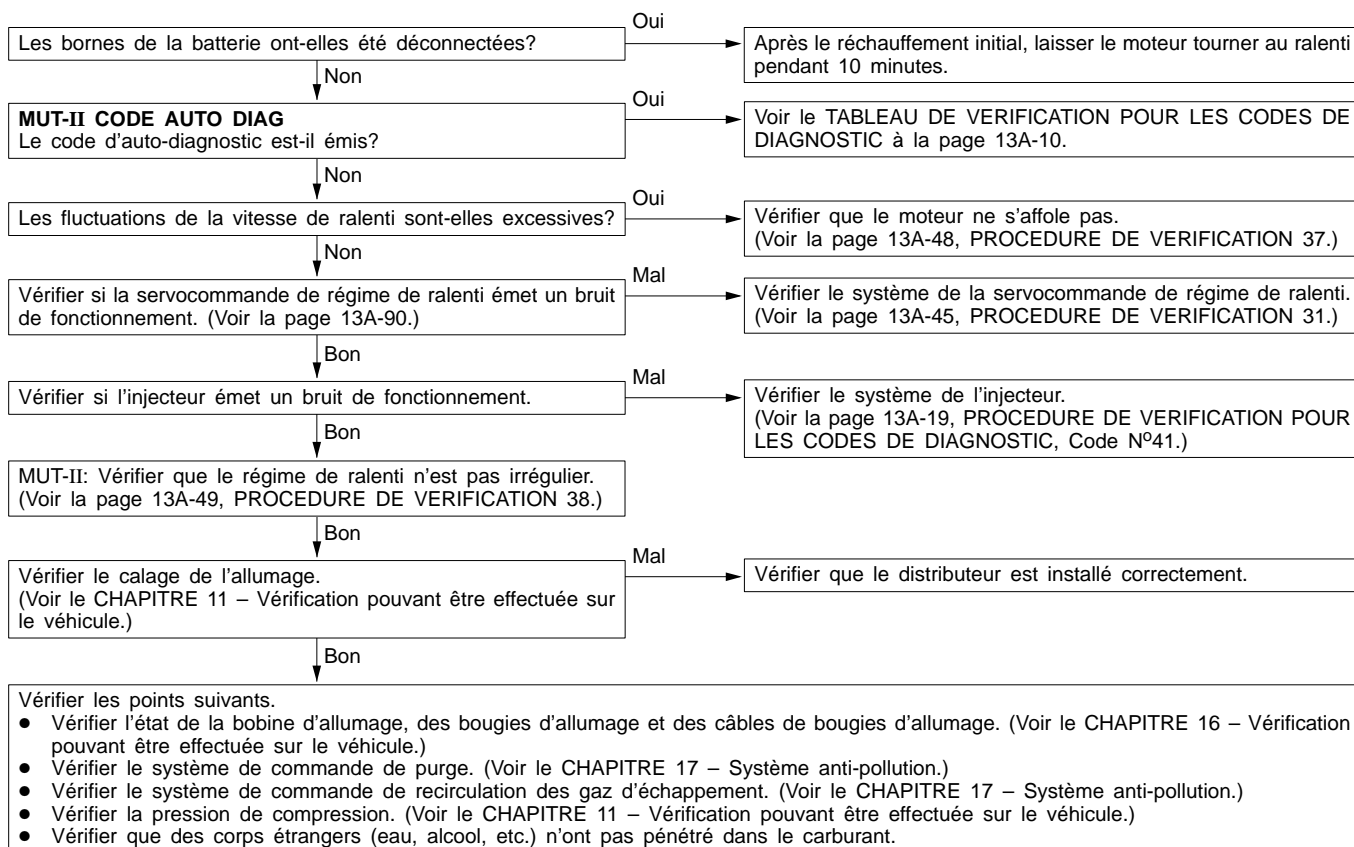 Oui
Les bornes de la batterie ont-elles été déconnectées?
Après le réchauffement initial, laisser le moteur tourner au ralenti
pendant 10 minutes.
Non
MUT-II CODE AUTO DIAG
Le code d'auto-diagnostic est-il émis?
Oui
Voir le TABLEAU DE VERIFICATION POUR LES CODES DE
DIAGNOSTIC à la page 13A-10.
Non
Les fluctuations de la vitesse de ralenti sont-elles excessives?
Oui
Vérifier que le moteur ne s'affole pas.
(Voir la page 13A-48, PROCEDURE DE VERIFICATION 37.)
Non
Vérifier si la servocommande de régime de ralenti émet un bruit
de fonctionnement. (Voir la page 13A-90.)
Mal
Vérifier le système de la servocommande de régime de ralenti.
(Voir la page 13A-45, PROCEDURE DE VERIFICATION 31.)
Bon
Vérifier si l'injecteur émet un bruit de fonctionnement.
Mal
Vérifier le système de l'injecteur.
(Voir la page 13A-19, PROCEDURE DE VERIFICATION POUR
LES CODES DE DIAGNOSTIC, Code Nº41.)
Bon
MUT-II: Vérifier que le régime de ralenti n'est pas irrégulier.
(Voir la page 13A-49, PROCEDURE DE VERIFICATION 38.)
Bon
Vérifier le calage de l'allumage.
(Voir le CHAPITRE 11 – Vérification pouvant être effectuée sur
le véhicule.)
Mal
Vérifier que le distributeur est installé correctement.
Bon
Vérifier les points suivants.
● Vérifier l'état de la bobine d'allumage, des bougies d'allumage et des câbles de bougies d'allumage. (Voir le CHAPITRE 16 – Vérification
pouvant être effectuée sur le véhicule.)
● Vérifier le système de commande de purge. (Voir le CHAPITRE 17 – Système anti-pollution.)
● Vérifier le système de commande de recirculation des gaz d'échappement. (Voir le CHAPITRE 17 – Système anti-pollution.)
● Vérifier la pression de compression. (Voir le CHAPITRE 11 – Vérification pouvant être effectuée sur le véhicule.)
● Vérifier que des corps étrangers (eau, alcool, etc.) n'ont pas pénétré dans le carburant.